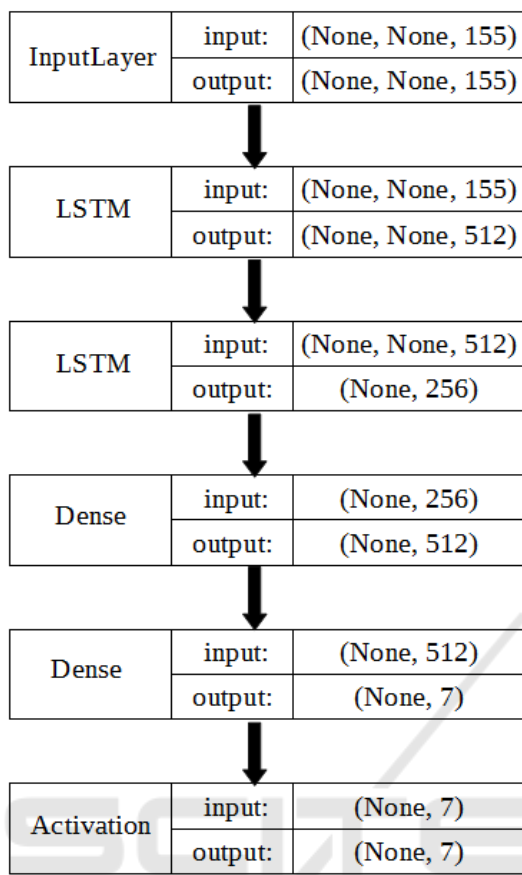 InputLayer
input: (None, None, 155)
output: (None, None, 155)
LSTM
input: (None, None, 155)
output: (None, None, 512)
LSTM
input: (None, None, 512)
output: (None, 256)
Dense
input: (None, 256)
output: (None, 512)
Dense
input: (None, 512)
output: (None, 7)
Activation
input: (None, 7)
output: (None, 7)